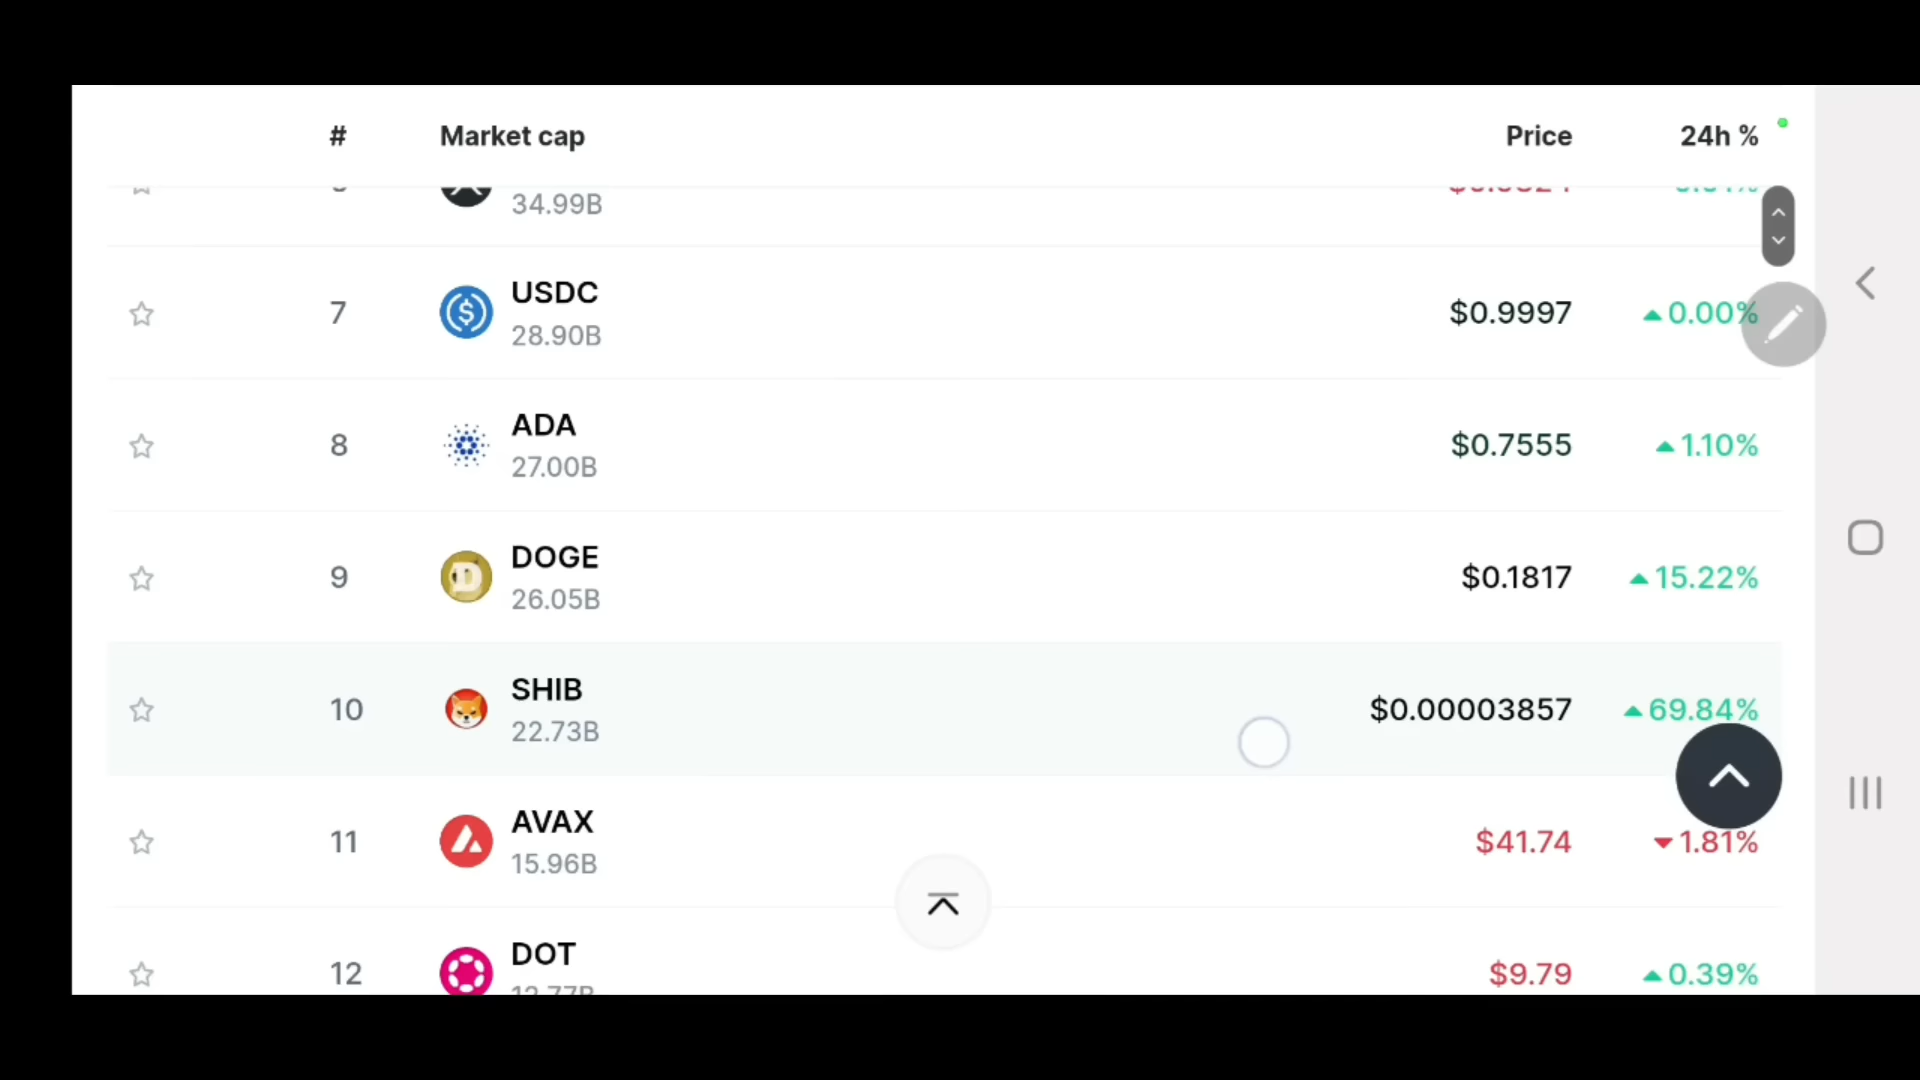 # Market cap Price 24h %
34.99B
7 USDC $0.9997 0.00%
28.90B
8 ADA $0.7555 1.10%
27.00B
9 DOGE $0.1817 15.22%
26.05B
10 SHIB $0.00003857 69.84%
22.73B
11 AVAX $41.74 1.81%
15.96B
12 DOT $9.79 0.39%